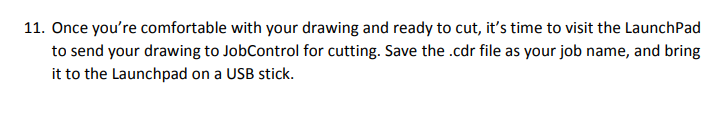 11. Once you’re comfortable with your drawing and ready to cut, it’s time to visit the LaunchPad
to send your drawing to JobControl for cutting. Save the .cdr file as your job name, and bring
it to the Launchpad on a USB stick.